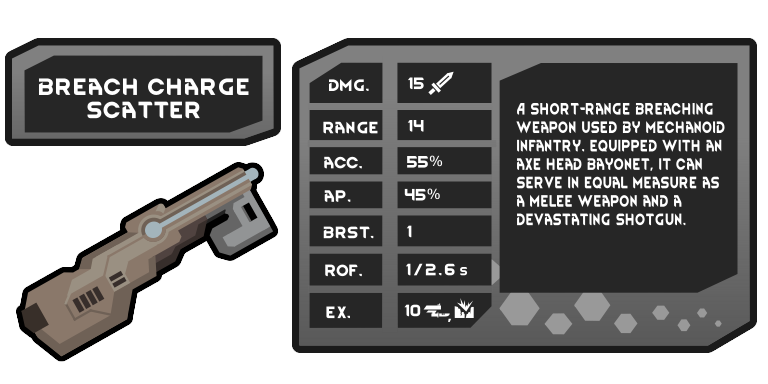 BREACH CHARGE
SCATTER
DMG. 15
RANGE 14
ACC. 55%
AP. 45%
BRST. 1
ROF. 1/2.6 s
EX. 10 ,
A SHORT-RANGE BREACHING
WEAPON USED BY MECHANOID
INFANTRY. EQUIPPED WITH AN
AXE HEAD BAYONET, IT CAN
SERVE IN EQUAL MEASURE AS
A MELEE WEAPON AND A
DEVASTATING SHOTGUN.